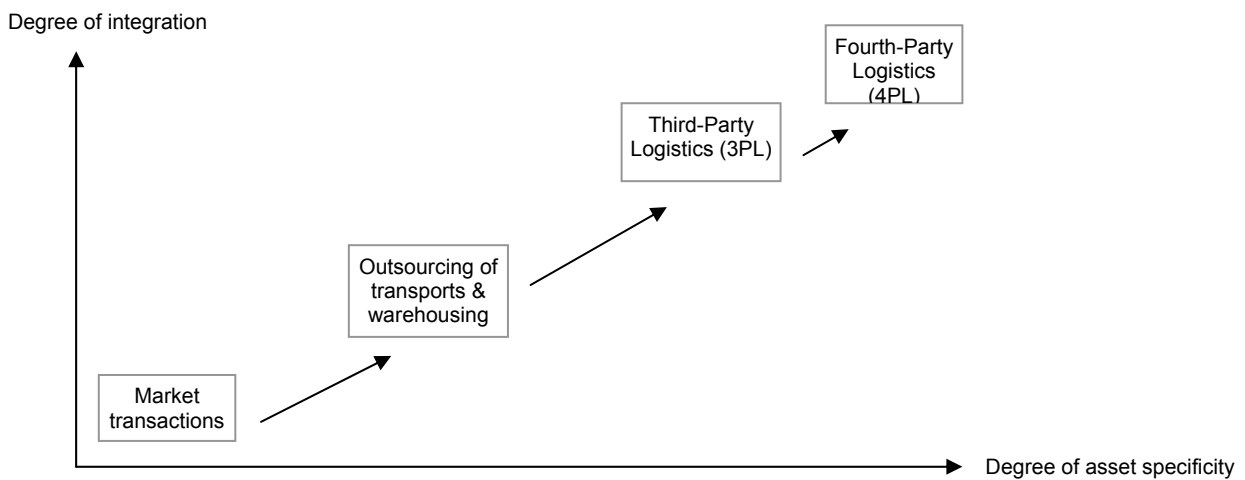 Degree of integration
Fourth-Party
Logistics
(4PL)
Third-Party
Logistics (3PL)
Outsourcing of
transports &
warehousing
Market
transactions
Degree of asset specificity